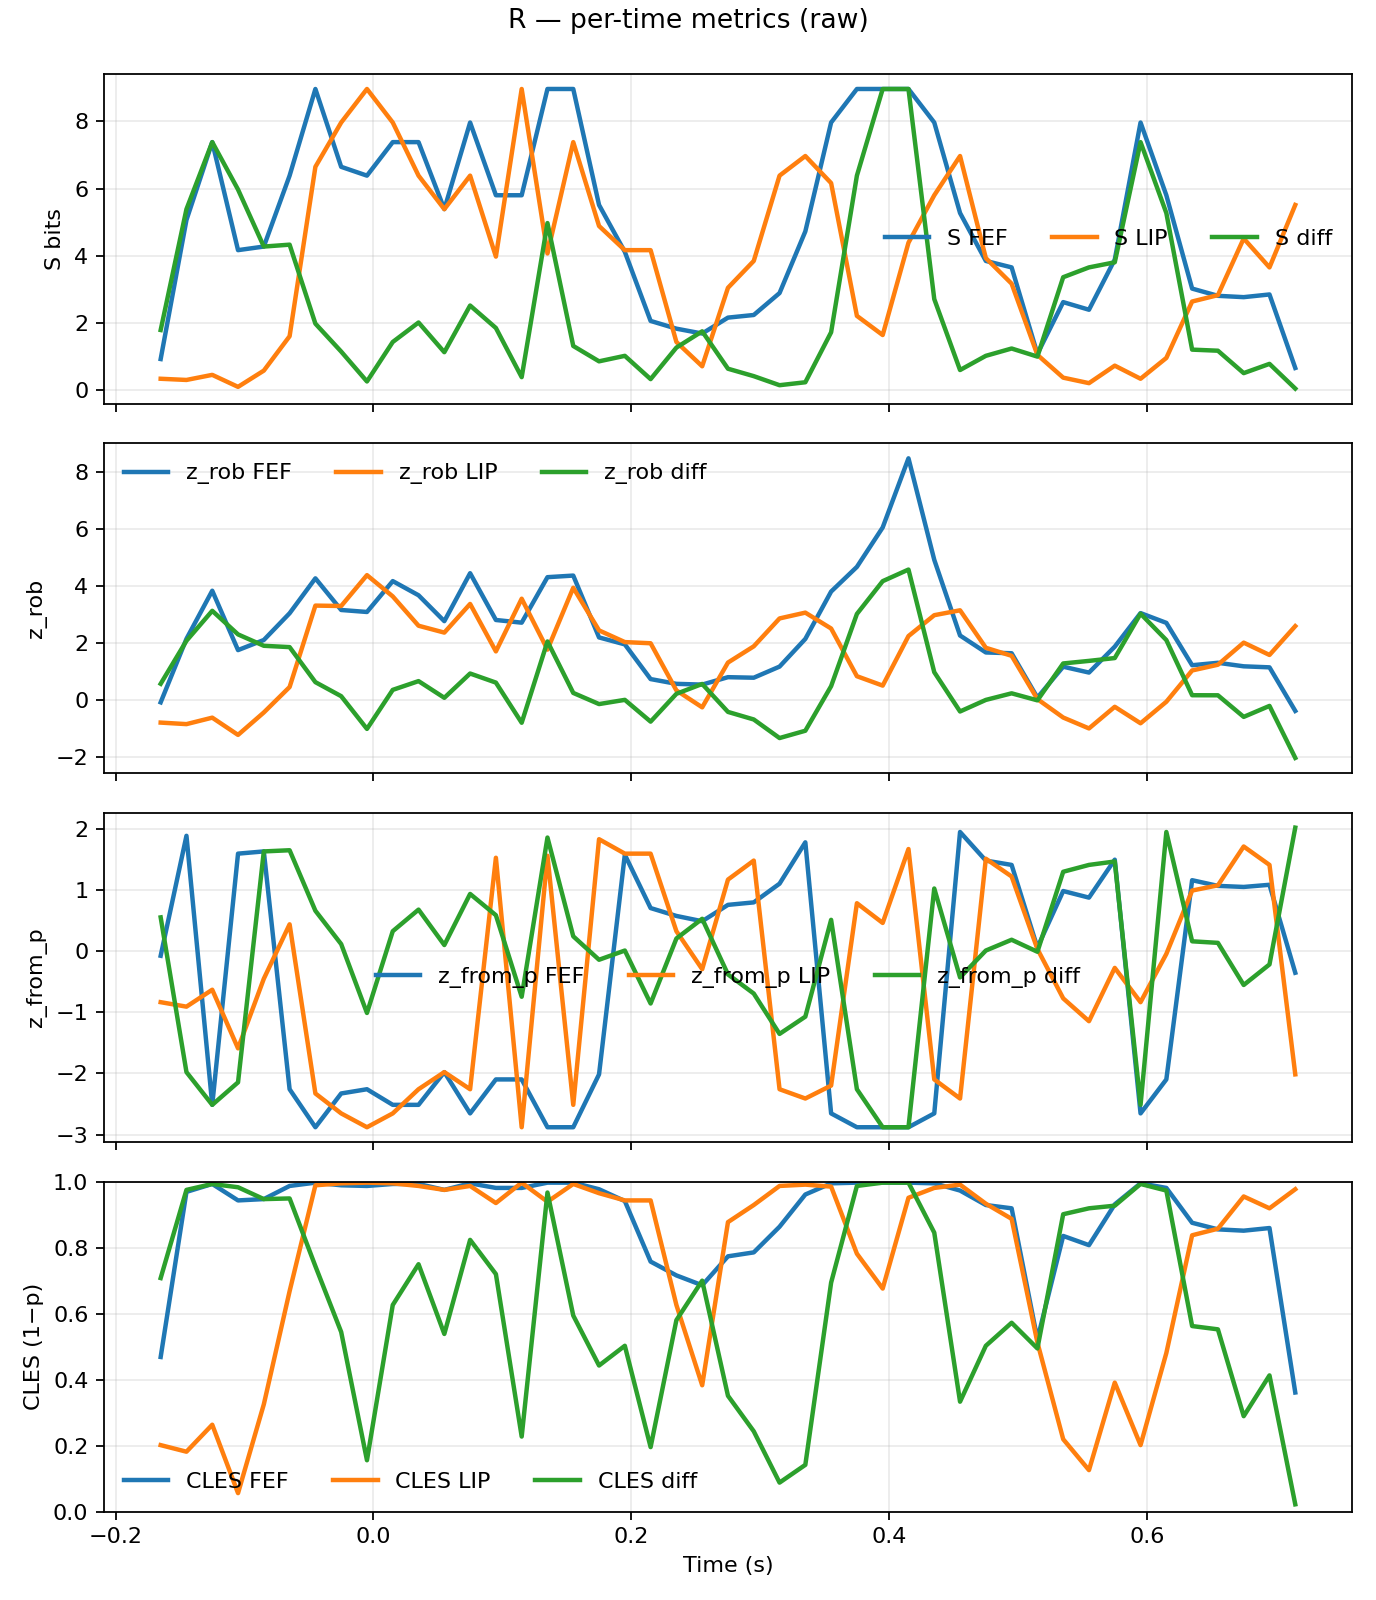 R — per-time metrics (raw)
8
6
4
2
0
S bits
S FEF S LIP S diff
8
6
4
2
0
−2
z_rob
z_rob FEF z_rob LIP z_rob diff
2
1
0
−1
−2
−3
z_from_p
z_from_p FEF z_from_p LIP z_from_p diff
1.0
0.8
0.6
0.4
0.2
0.0
CLES (1−p)
CLES FEF CLES LIP CLES diff
−0.2 0.0 0.2 0.4 0.6
Time (s)